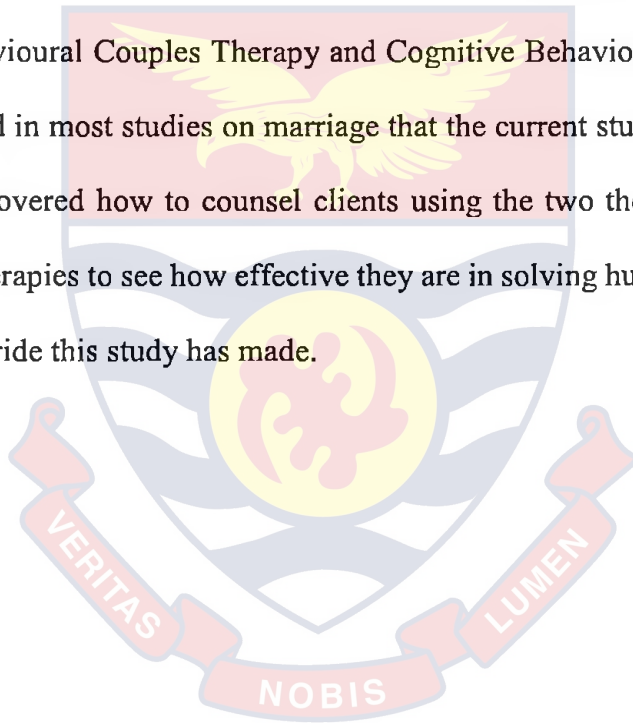 vioural Couples Therapy and Cognitive Behavio
d in most studies on marriage that the current stu
overed how to counsel clients using the two the
erapies to see how effective they are in solving hu
ride this study has made.
VERITAS
NOBIS
LUMEN